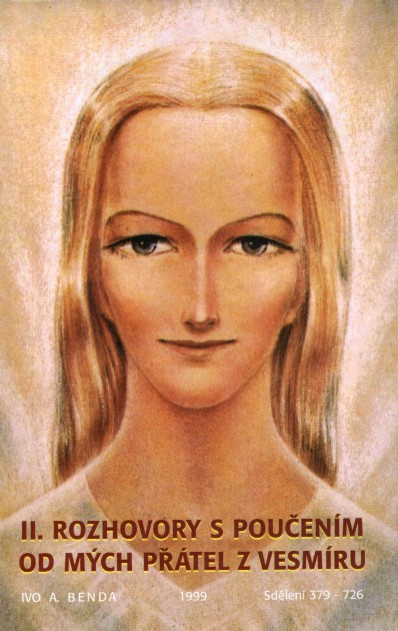 II. ROZHOVORY S POUČENÍM
OD MÝCH PŘÁTEL Z VESMÍRU
IVO A. BENDA 1999 Sdělení 379 - 726